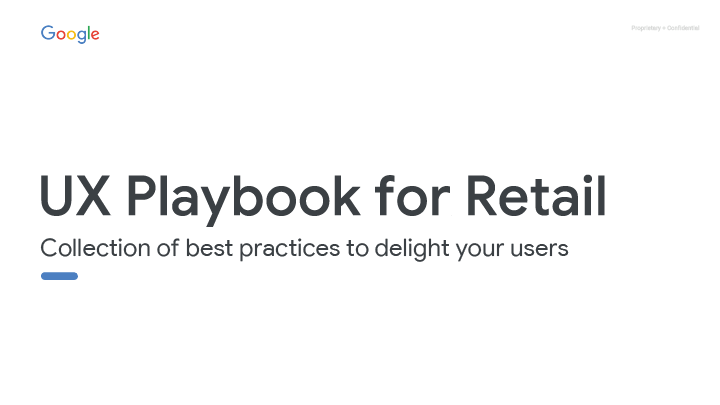 Google
Proprietary + Confidential
UX Playbook for Retail
Collection of best practices to delight your users